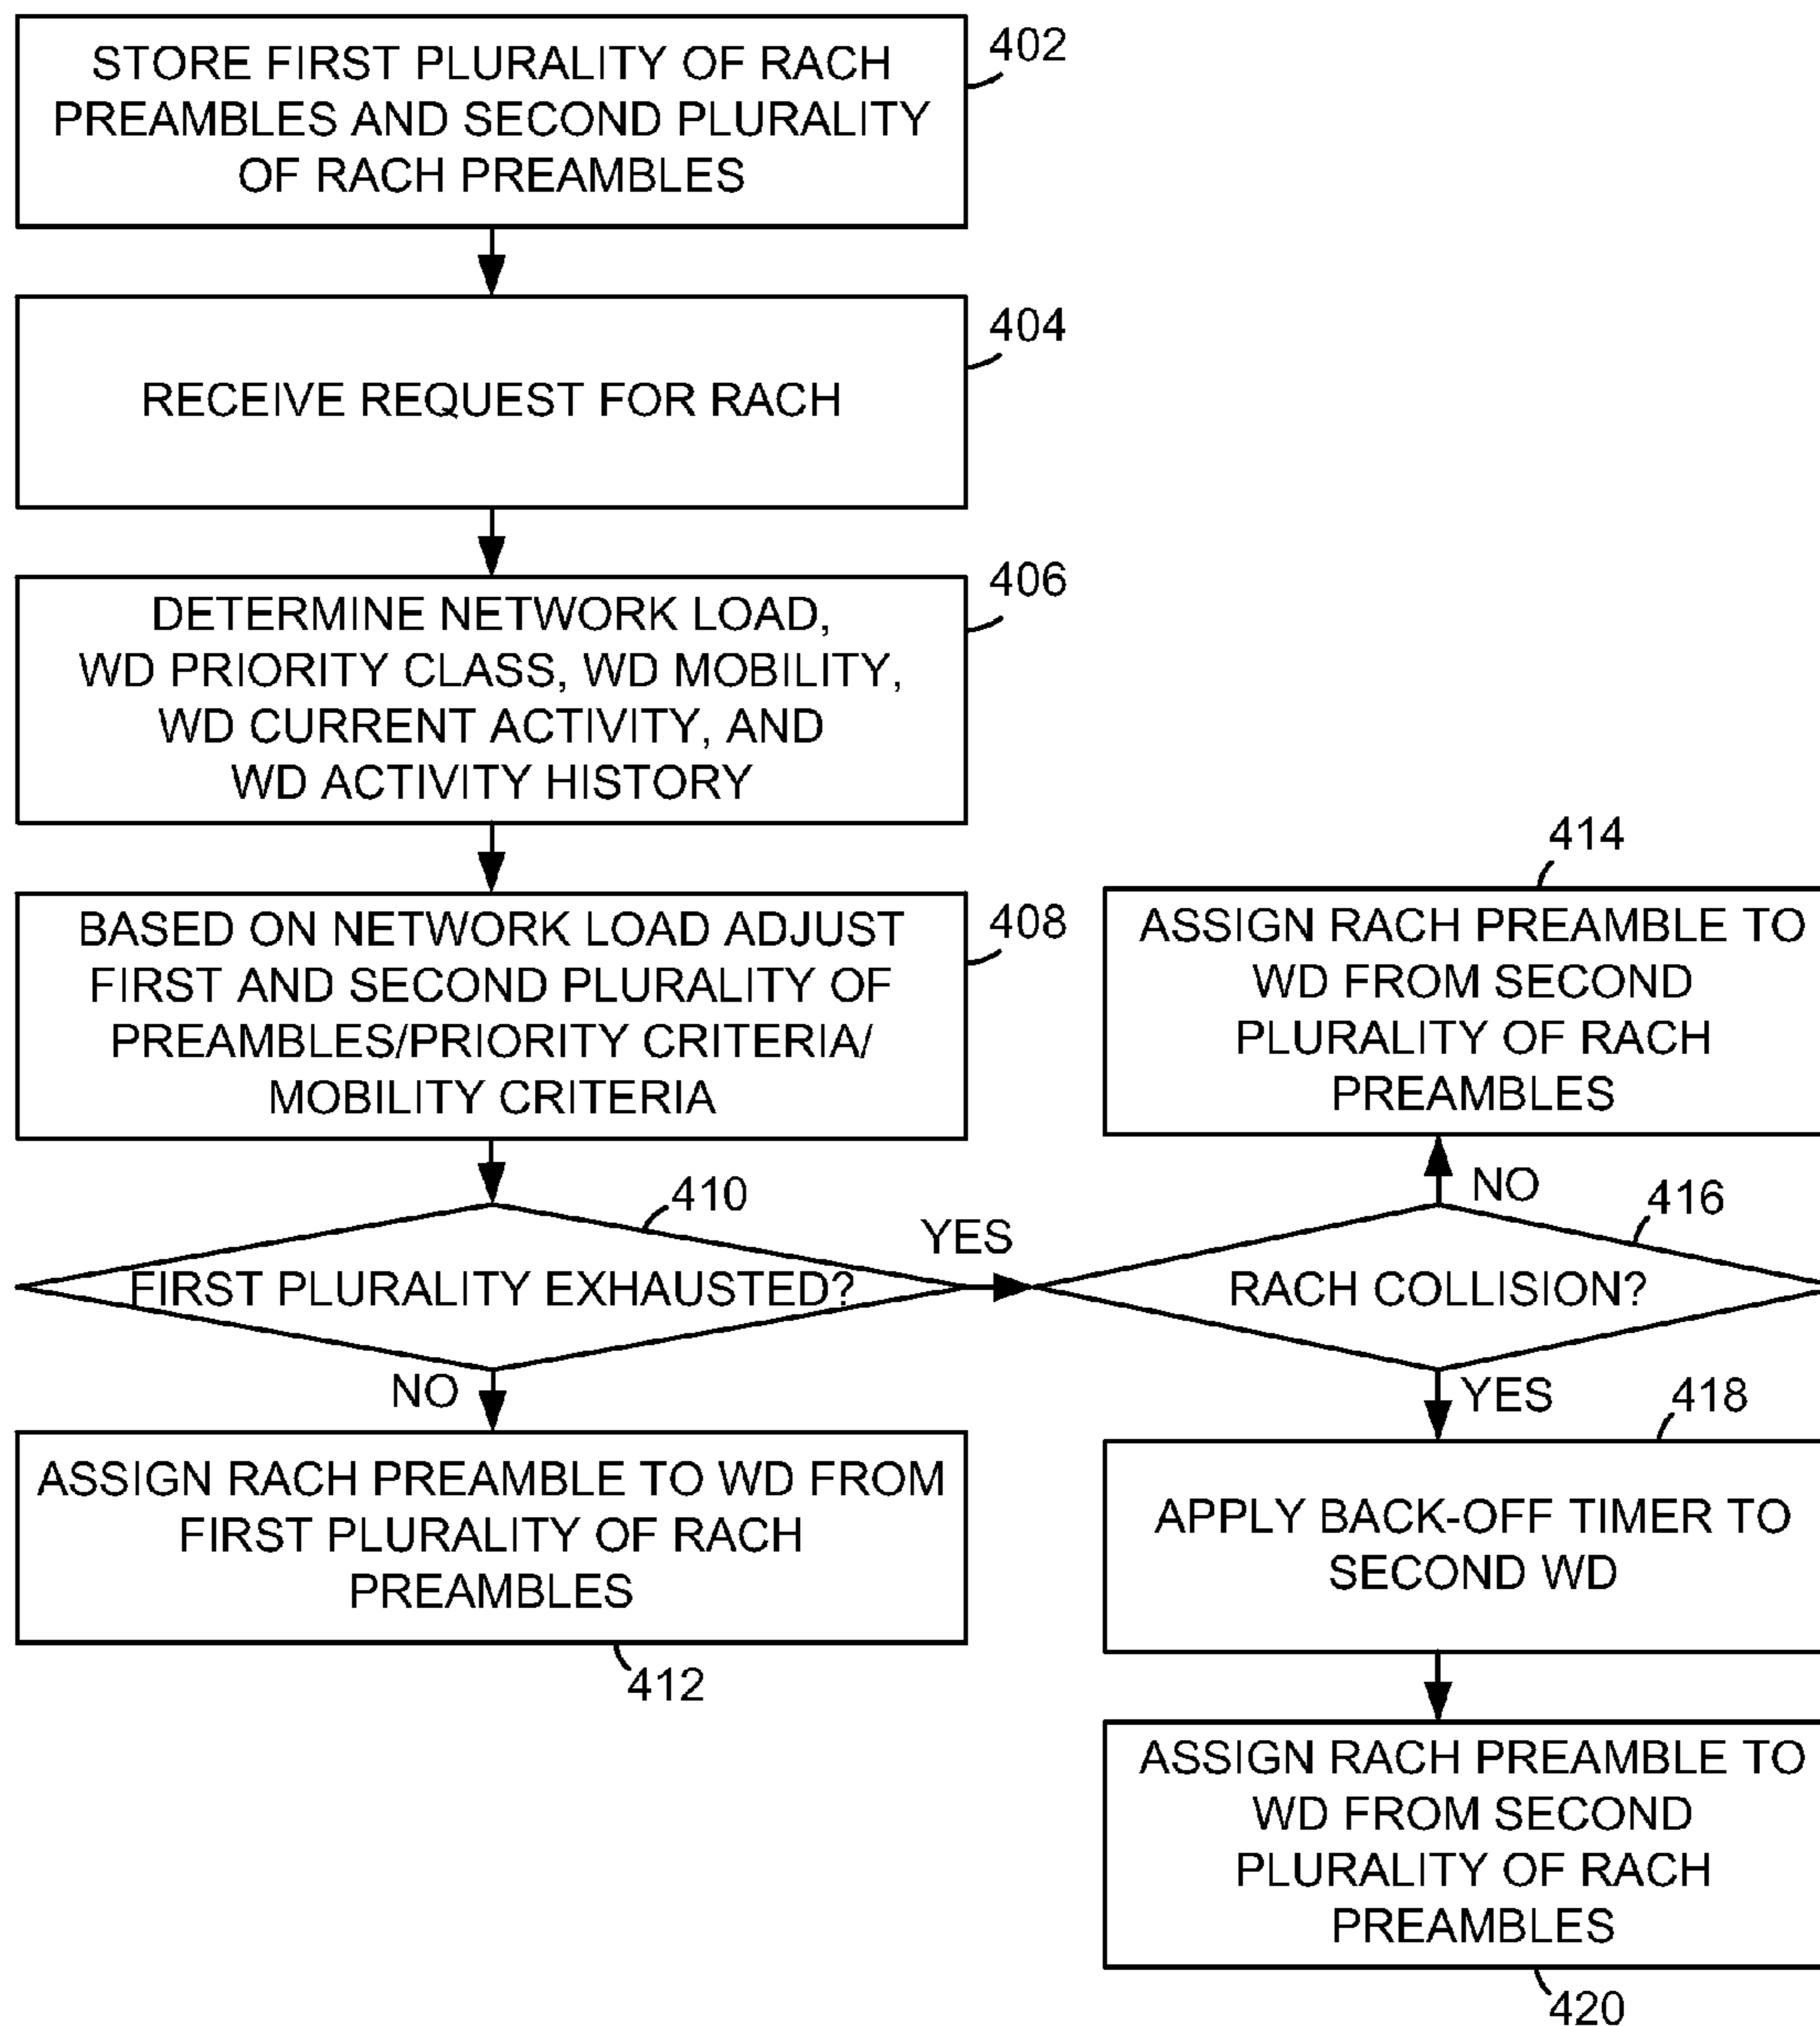 STORE FIRST PLURALITY OF RACH
PREAMBLES AND SECOND PLURALITY
OF RACH PREAMBLES
402
RECEIVE REQUEST FOR RACH
404
DETERMINE NETWORK LOAD,
WD PRIORITY CLASS, WD MOBILITY,
WD CURRENT ACTIVITY, AND
WD ACTIVITY HISTORY
406
BASED ON NETWORK LOAD ADJUST
FIRST AND SECOND PLURALITY OF
PREAMBLES/PRIORITY CRITERIA/
MOBILITY CRITERIA
408
FIRST PLURALITY EXHAUSTED?
410
YES
NO
ASSIGN RACH PREAMBLE TO WD FROM
FIRST PLURALITY OF RACH
PREAMBLES
412
414
ASSIGN RACH PREAMBLE TO
WD FROM SECOND
PLURALITY OF RACH
PREAMBLES
NO
416
RACH COLLISION?
YES
418
APPLY BACK-OFF TIMER TO
SECOND WD
ASSIGN RACH PREAMBLE TO
WD FROM SECOND
PLURALITY OF RACH
PREAMBLES
420